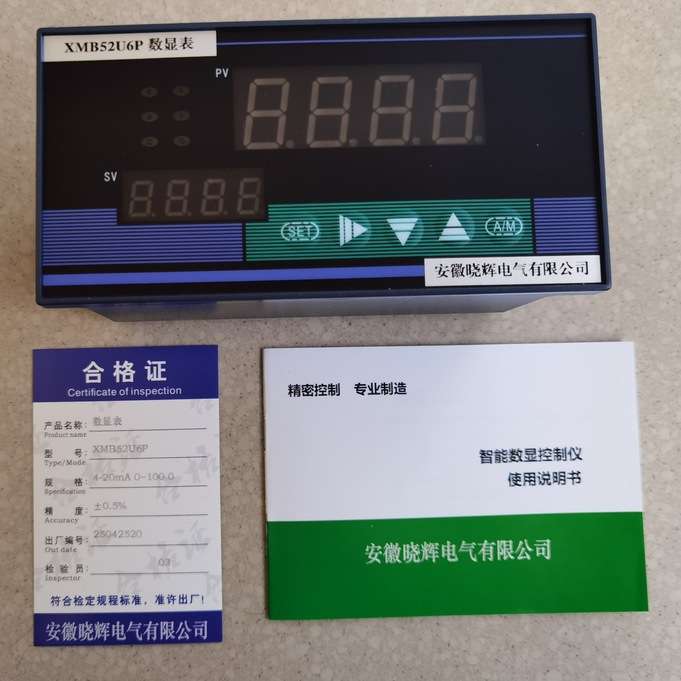 XMB52U6P 数显表
PV
SV
SET
A/M
安徽晓辉电气有限公司
合格证
Certificate of inspection
产品名称: 数显表
Product name
型 号: XMB52U6P
Type/Mode
规 格: 4-20mA 0-100.0
Specification
精 度: ±0.5%
Accuracy
出厂编号: 25042520
Out date
检 验 员: 03
Inspector
符合检定规程标准,准许出厂!
安徽晓辉电气有限公司
精密控制 专业制造
智能数显控制仪
使用说明书
安徽晓辉电气有限公司